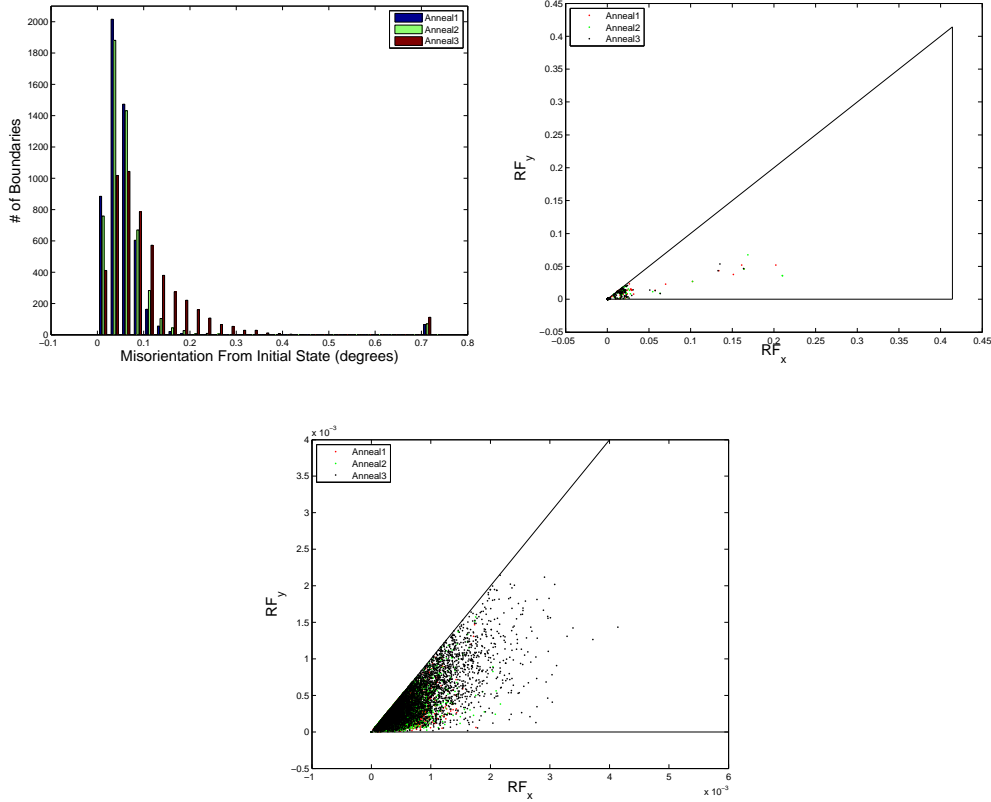 2000
1800
1600
1400
1200
1000
800
600
400
200
0
# of Boundaries
−0.1 0 0.1 0.2 0.3 0.4 0.5 0.6 0.7 0.8
Misorientation From Initial State (degrees)
Anneal1
Anneal2
Anneal3
0.45
0.4
0.35
0.3
0.25
0.2
0.15
0.1
0.05
0
−0.05
RFy
−0.05 0 0.05 0.1 0.15 0.2 0.25 0.3 0.35 0.4 0.45
RFx
Anneal1
Anneal2
Anneal3
x 10−3
4
3.5
3
2.5
2
1.5
1
0.5
0
−0.5
RFy
−1 0 1 2 3 4 5 6
x 10−3
RFx
Anneal1
Anneal2
Anneal3